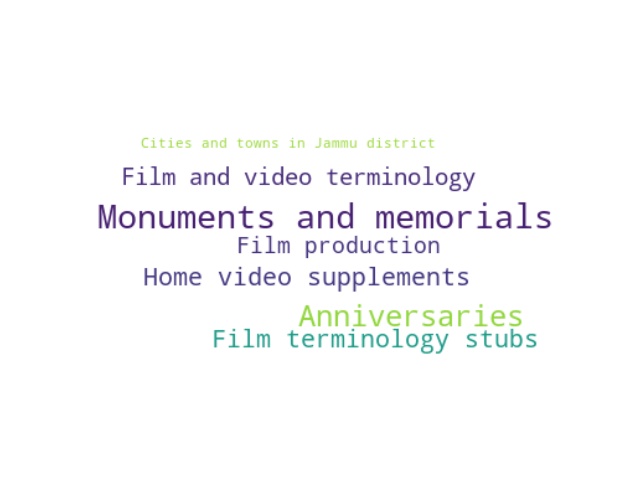 Cities and towns in Jammu district
Film and video terminology
Monuments and memorials
Film production
Home video supplements
Anniversaries
Film terminology stubs